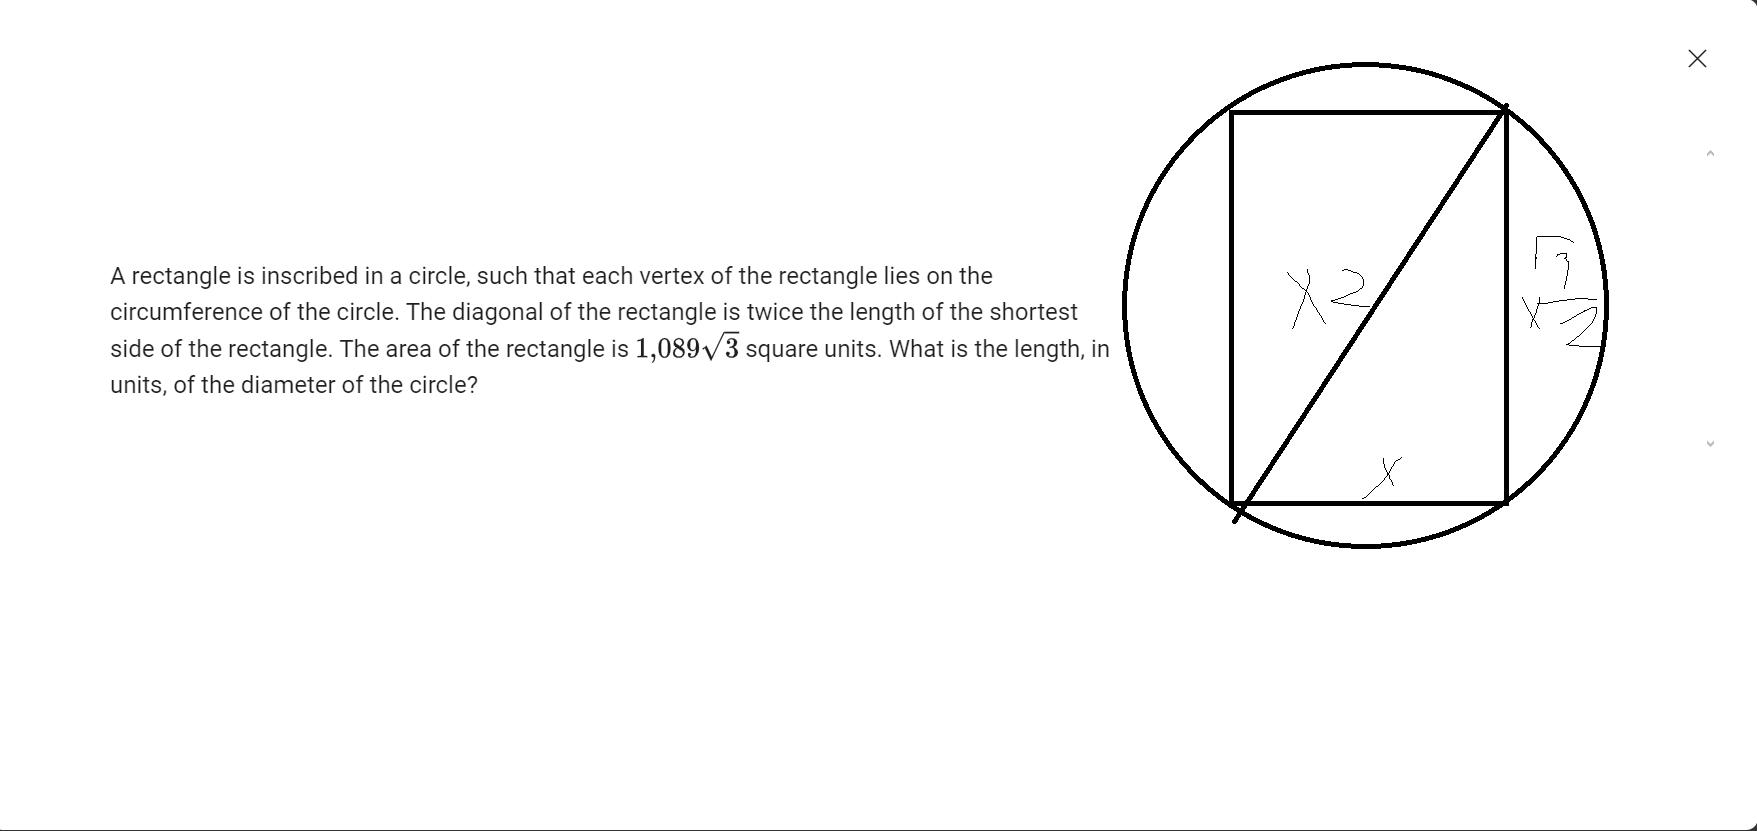 A rectangle is inscribed in a circle, such that each vertex of the rectangle lies on the
circumference of the circle. The diagonal of the rectangle is twice the length of the shortest
side of the rectangle. The area of the rectangle is 1,089√3 square units. What is the length, in
units, of the diameter of the circle?
x2
x√3/2
x